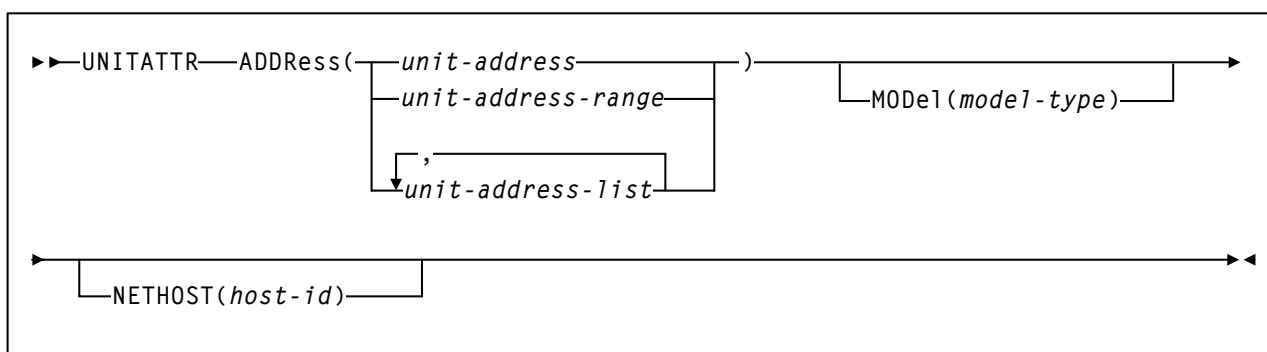 UNITATTR ADDRess( unit-address )
unit-address-range
MODel(model-type)
,
unit-address-list
NETHOST(host-id)